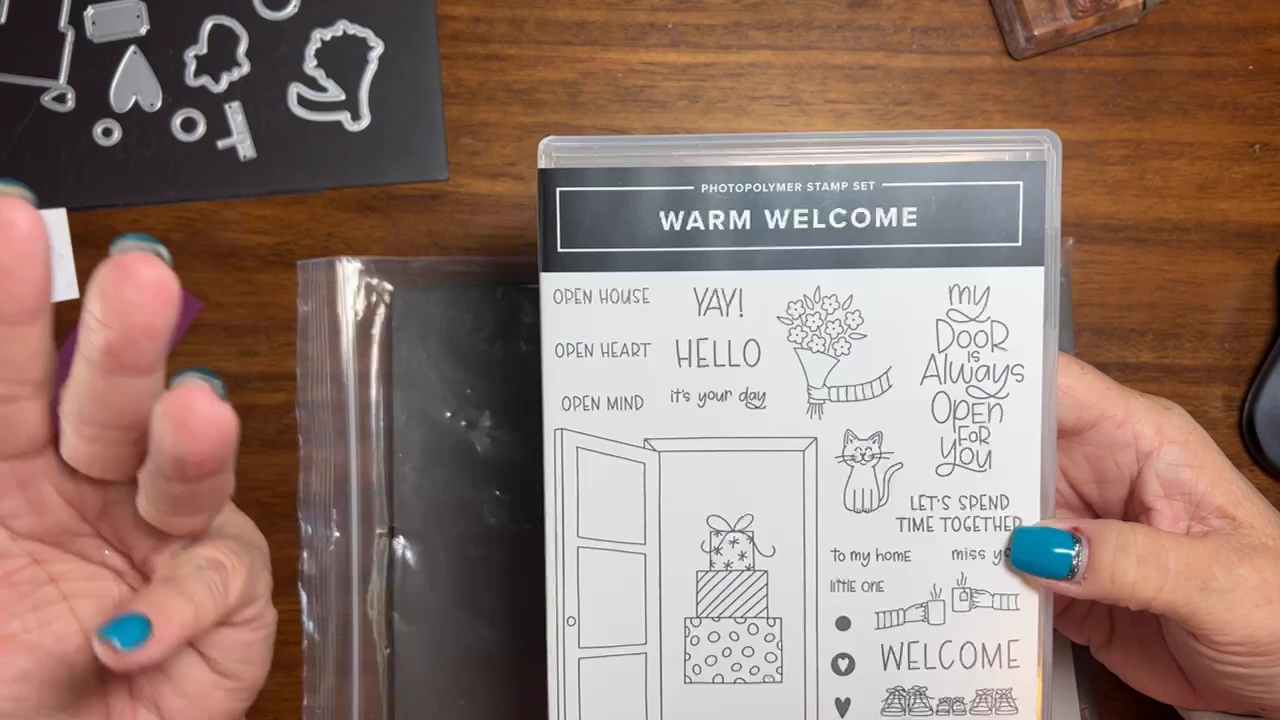 PHOTOPOLYMER STAMP SET
WARM WELCOME
OPEN HOUSE
OPEN HEART
OPEN MIND
YAY!
HELLO
it's your day
my
DOOR
is
Always
Open
FOR
you
LET'S SPEND
TIME TOGETHER
to my home
miss
little one
WELCOME